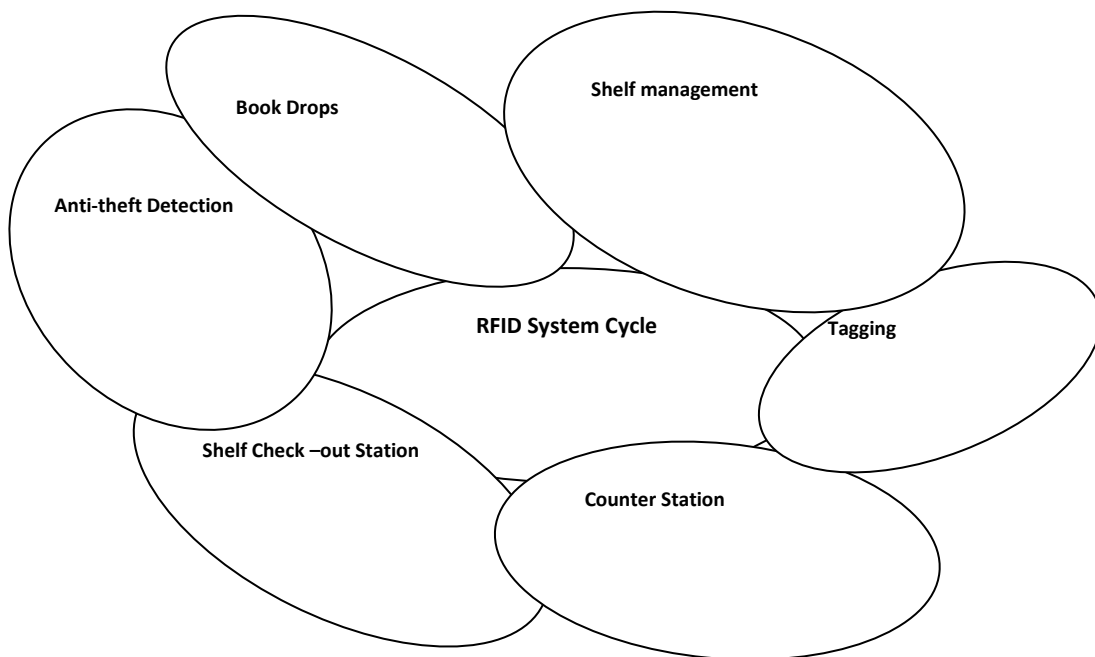 Shelf management
Book Drops
Anti-theft Detection
RFID System Cycle
Tagging
Shelf Check –out Station
Counter Station